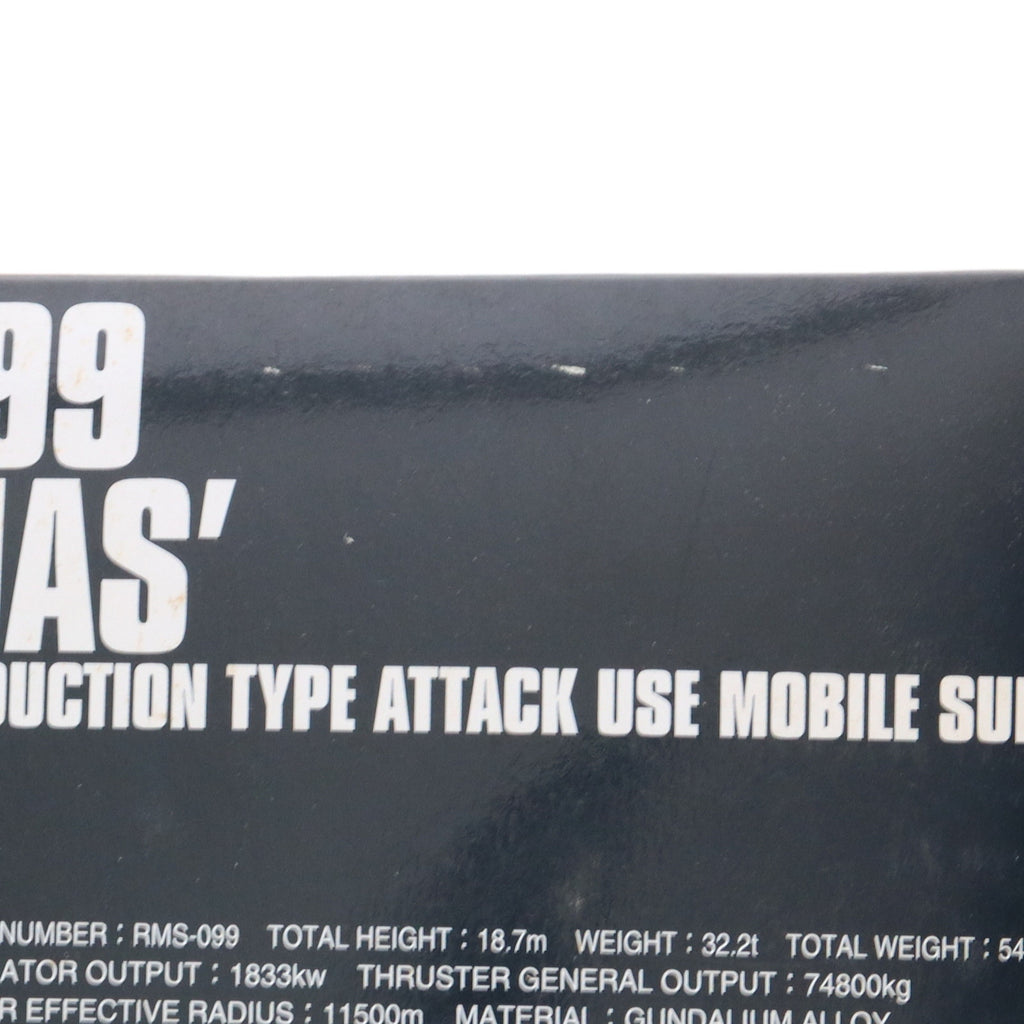 99
IAS'
DUCTION TYPE ATTACK USE MOBILE SUI
NUMBER : RMS-099 TOTAL HEIGHT : 18.7m WEIGHT : 32.2t TOTAL WEIGHT : 54
ATOR OUTPUT : 1833kw THRUSTER GENERAL OUTPUT : 74800kg
R EFFECTIVE RADIUS : 11500m MATERIAL : GUNDALIUM ALLOY